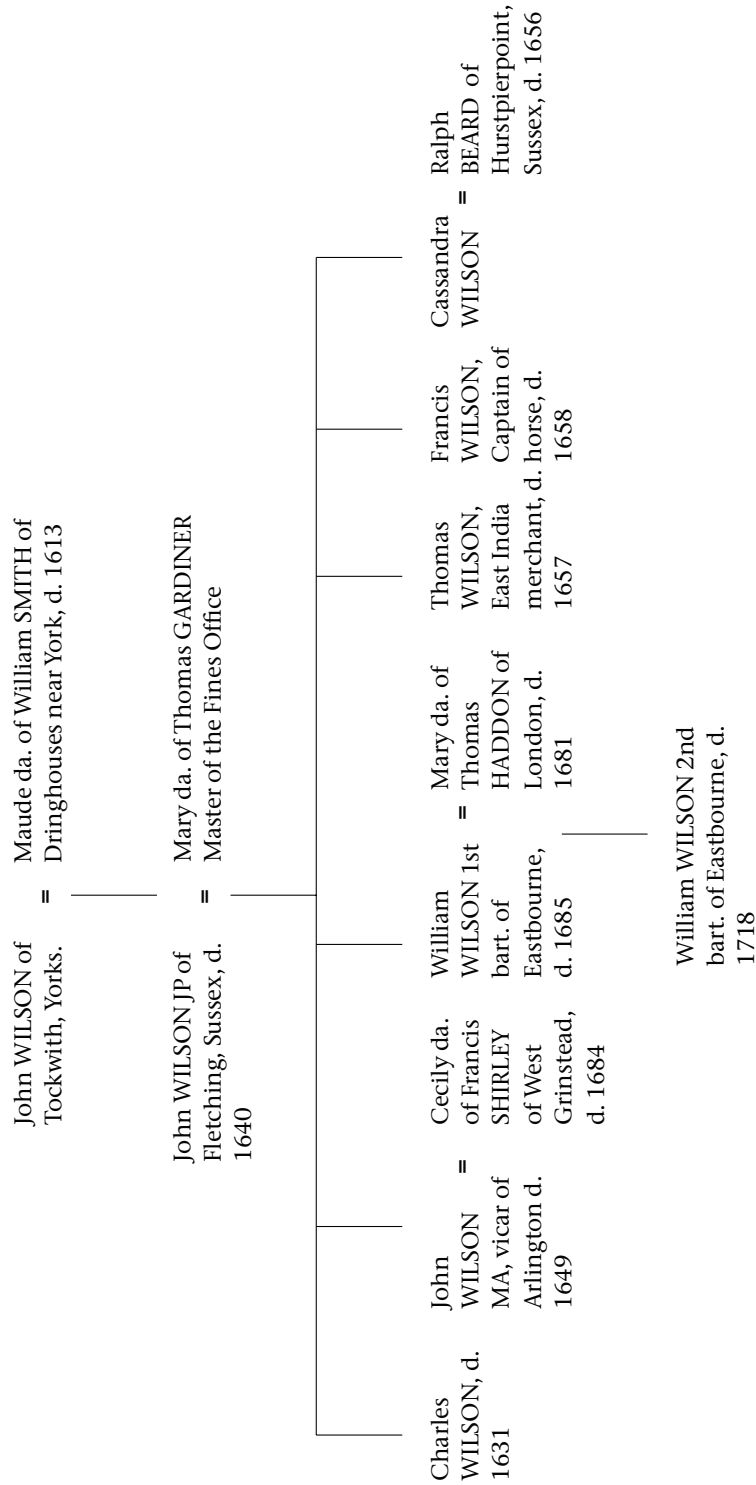 John WILSON of
Tockwith, Yorks.
=
Maude da. of William SMITH of
Dringhouses near York, d. 1613
John WILSON JP of
Fletching, Sussex, d.
1640
=
Mary da. of Thomas GARDINER
Master of the Fines Office
Charles
WILSON, d.
1631
John
WILSON
MA, vicar of
Arlington d.
1649
=
Cecily da.
of Francis
SHIRLEY
of West
Grinstead,
d. 1684
William
WILSON 1st
bart. of
Eastbourne,
d. 1685
=
Mary da. of
Thomas
HADDON of
London, d.
1681
Thomas
WILSON,
East India
merchant, d.
1657
Francis
WILSON,
Captain of
horse, d.
1658
Cassandra
WILSON
=
Ralph
BEARD of
Hurstpierpoint,
Sussex, d. 1656
William WILSON 2nd
bart. of Eastbourne, d.
1718